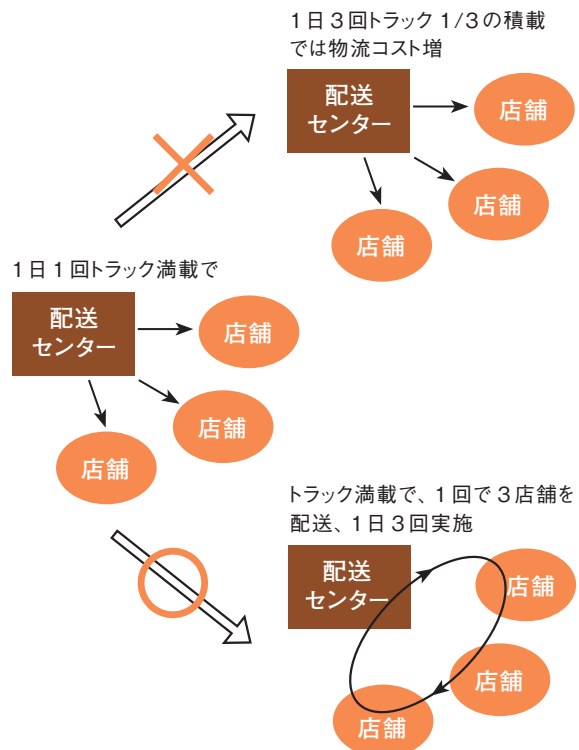 1日3回トラック1/3の積載
では物流コスト増
配送
センター
店舗
店舗
店舗
1日1回トラック満載で
配送
センター
店舗
店舗
店舗
トラック満載で、1回で3店舗を
配送、1日3回実施
配送
センター
店舗
店舗
店舗